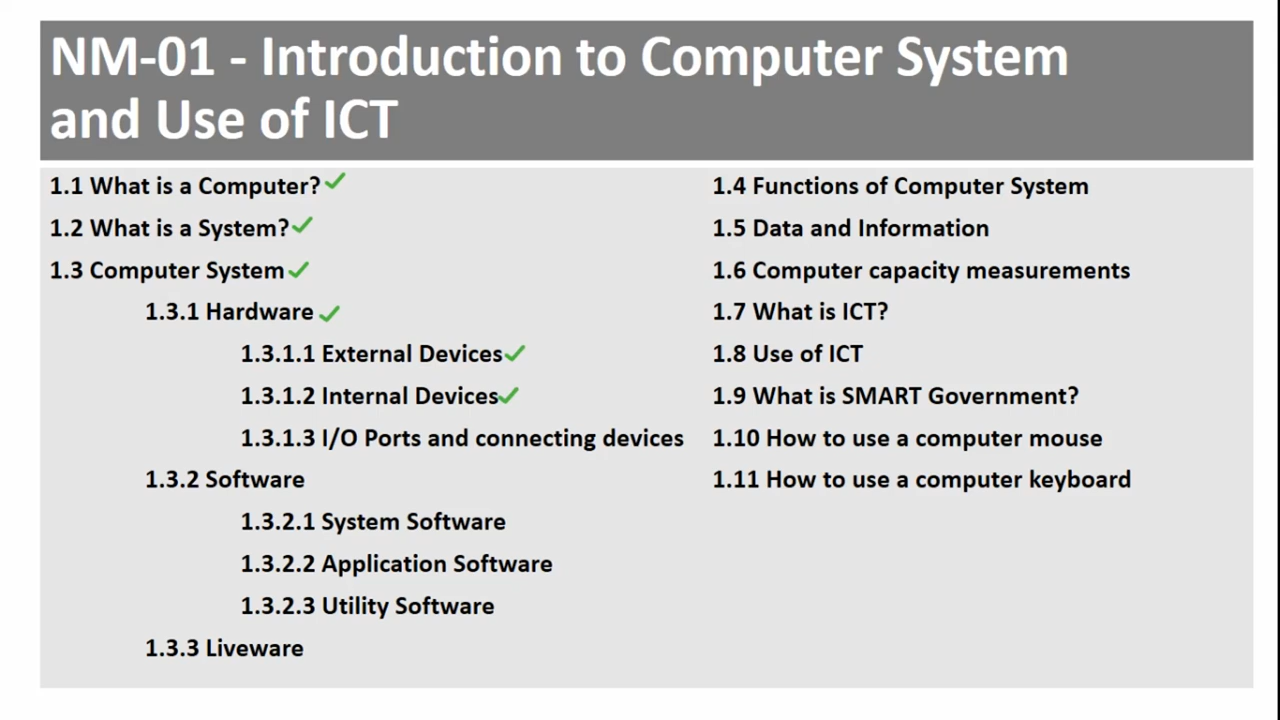 NM-01 - Introduction to Computer System
and Use of ICT
1.1 What is a Computer?
1.2 What is a System?
1.3 Computer System
1.3.1 Hardware
1.3.1.1 External Devices
1.3.1.2 Internal Devices
1.3.1.3 I/O Ports and connecting devices
1.3.2 Software
1.3.2.1 System Software
1.3.2.2 Application Software
1.3.2.3 Utility Software
1.3.3 Liveware
1.4 Functions of Computer System
1.5 Data and Information
1.6 Computer capacity measurements
1.7 What is ICT?
1.8 Use of ICT
1.9 What is SMART Government?
1.10 How to use a computer mouse
1.11 How to use a computer keyboard